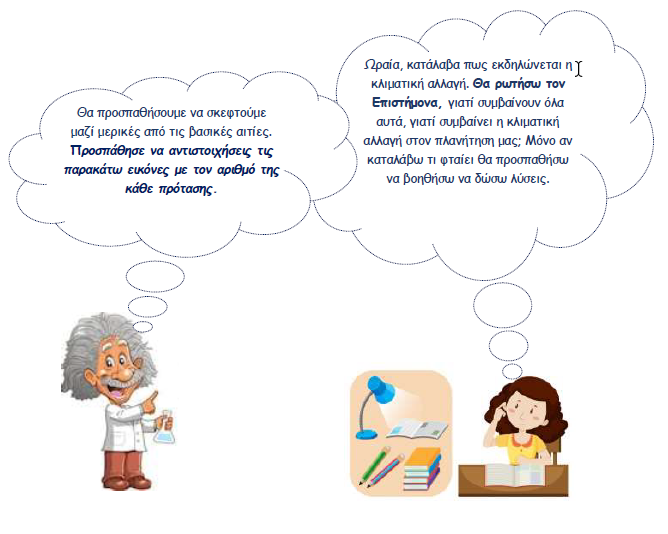 Θα προσπαθήσουμε να σκεφτούμε
μαζί μερικές από τις βασικές αιτίες.
Προσπάθησε να αντιστοιχήσεις τις
παρακάτω εικόνες με τον αριθμό της
κάθε πρότασης.
Ωραία, κατάλαβα πως εκδηλώνεται η
κλιματική αλλαγή. Θα ρωτήσω τον
Επιστήμονα, γιατί συμβαίνουν όλα
αυτά, γιατί συμβαίνει η κλιματική
αλλαγή στον πλανήτηση μας; Μόνο αν
καταλάβω τι φταίει θα προσπαθήσω
να βοηθήσω να δώσω λύσεις.